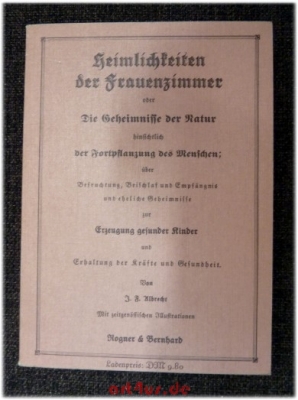 Heimlichkeiten
der Frauenzimmer
oder
Die Geheimnisse der Natur
hinsichtlich
der Fortpflanzung des Menschen;
über
Befruchtung, Beischlaf und Empfängnis
und eheliche Geheimnisse
zur
Erzeugung gesunder Kinder
und
Erhaltung der Kräfte und Gesundheit.
Von
J. F. Albrecht
Mit zeitgenössischen Illustrationen
Rogner & Bernhard
Ladenpreis: DM 9.80